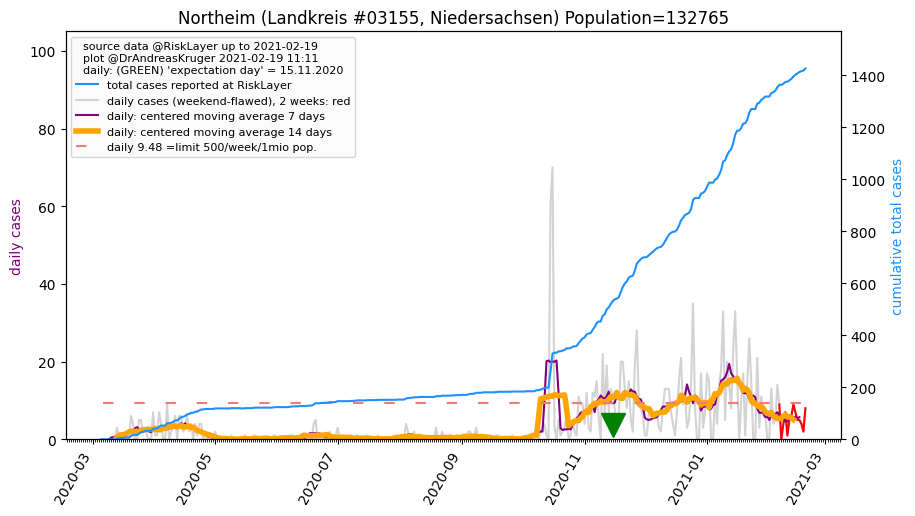 Northeim (Landkreis #03155, Niedersachsen) Population=132765
source data @RiskLayer up to 2021-02-19
plot @DrAndreasKruger 2021-02-19 11:11
daily: (GREEN) 'expectation day' = 15.11.2020
total cases reported at RiskLayer
daily cases (weekend-flawed), 2 weeks: red
daily: centered moving average 7 days
daily: centered moving average 14 days
daily 9.48 =limit 500/week/1mio pop.
daily cases
100
80
60
40
20
0
cumulative total cases
1400
1200
1000
800
600
400
200
0
2020-03
2020-05
2020-07
2020-09
2020-11
2021-01
2021-03